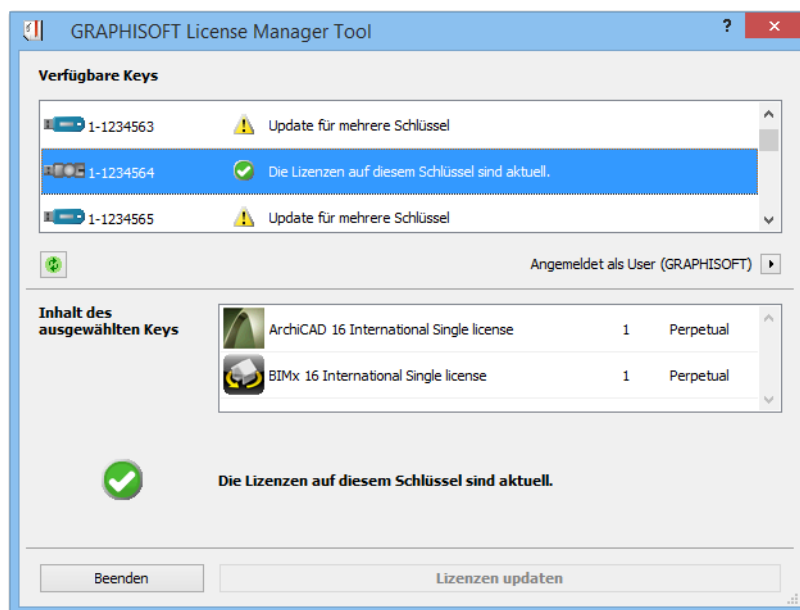 GRAPHISOFT License Manager Tool
?
Verfügbare Keys
1-1234563 Update für mehrere Schlüssel
1-1234564 Die Lizenzen auf diesem Schlüssel sind aktuell.
1-1234565 Update für mehrere Schlüssel
Angemeldet als User (GRAPHISOFT)
Inhalt des
ausgewählten Keys
ArchiCAD 16 International Single license 1 Perpetual
BIMx 16 International Single license 1 Perpetual
Die Lizenzen auf diesem Schlüssel sind aktuell.
Beenden Lizenzen updaten